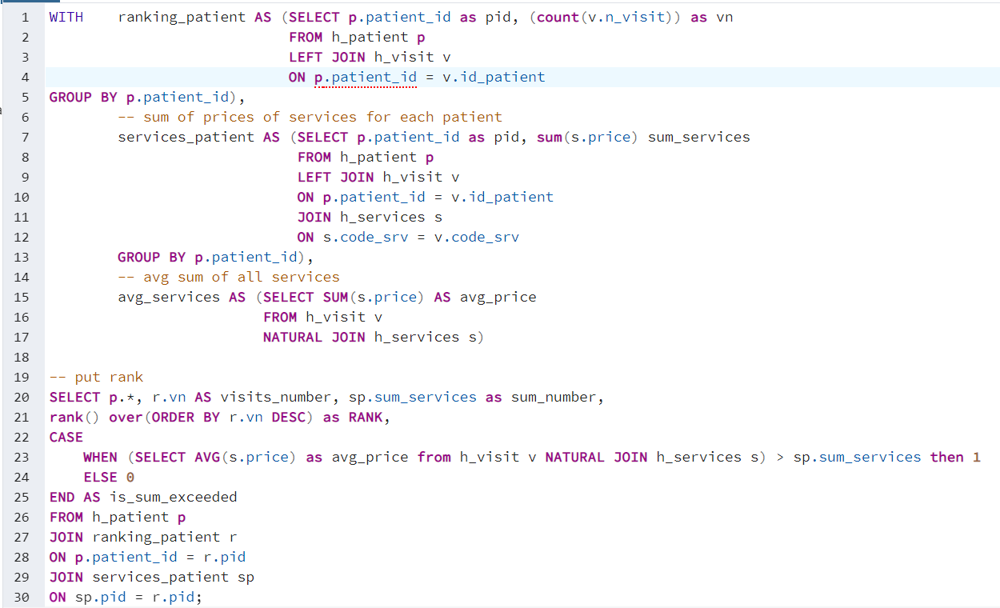 1 WITH    ranking_patient AS (SELECT p.patient_id as pid, (count(v.n_visit)) as vn
2                             FROM h_patient p
3                             LEFT JOIN h_visit v
4                             ON p.patient_id = v.id_patient
5 GROUP BY p.patient_id),
6         -- sum of prices of services for each patient
7         services_patient AS (SELECT p.patient_id as pid, sum(s.price) sum_services
8                              FROM h_patient p
9                              LEFT JOIN h_visit v
10                              ON p.patient_id = v.id_patient
11                              JOIN h_services s
12                              ON s.code_srv = v.code_srv
13         GROUP BY p.patient_id),
14         -- avg sum of all services
15         avg_services AS (SELECT SUM(s.price) AS avg_price
16                          FROM h_visit v
17                          NATURAL JOIN h_services s)
18
19 -- put rank
20 SELECT p.*, r.vn AS visits_number, sp.sum_services as sum_number,
21 rank() over(ORDER BY r.vn DESC) as RANK,
22 CASE
23     WHEN (SELECT AVG(s.price) as avg_price from h_visit v NATURAL JOIN h_services s) > sp.sum_services then 1
24     ELSE 0
25 END AS is_sum_exceeded
26 FROM h_patient p
27 JOIN ranking_patient r
28 ON p.patient_id = r.pid
29 JOIN services_patient sp
30 ON sp.pid = r.pid;